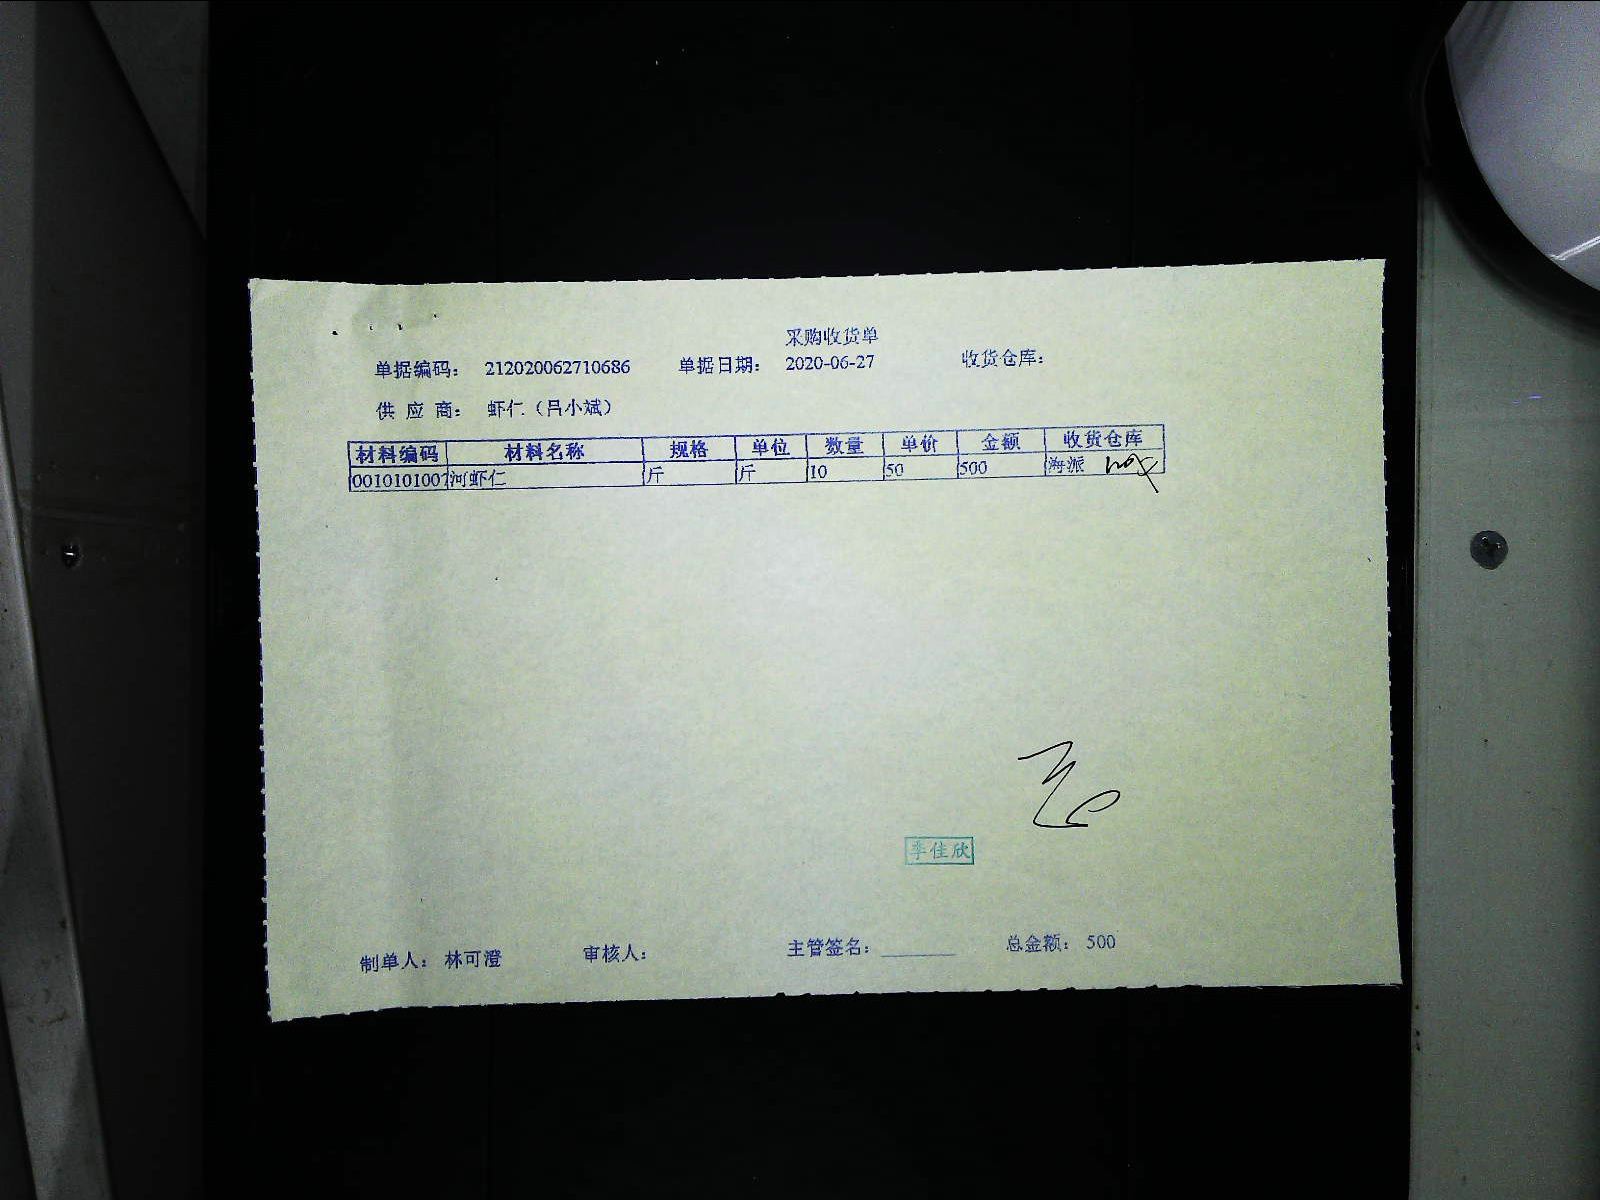 采购收货单
单据编码: 212020062710686 单据日期: 2020-06-27 收货仓库:
供 应 商: 虾仁(吕小斌)
材料编码 材料名称 规格 单位 数量 单价 金额 收货仓库
0010101007 河虾仁 斤 斤 10 50 500 海派
李佳欣
制单人: 林可澄 审核人: 主管签名: ________ 总金额: 500